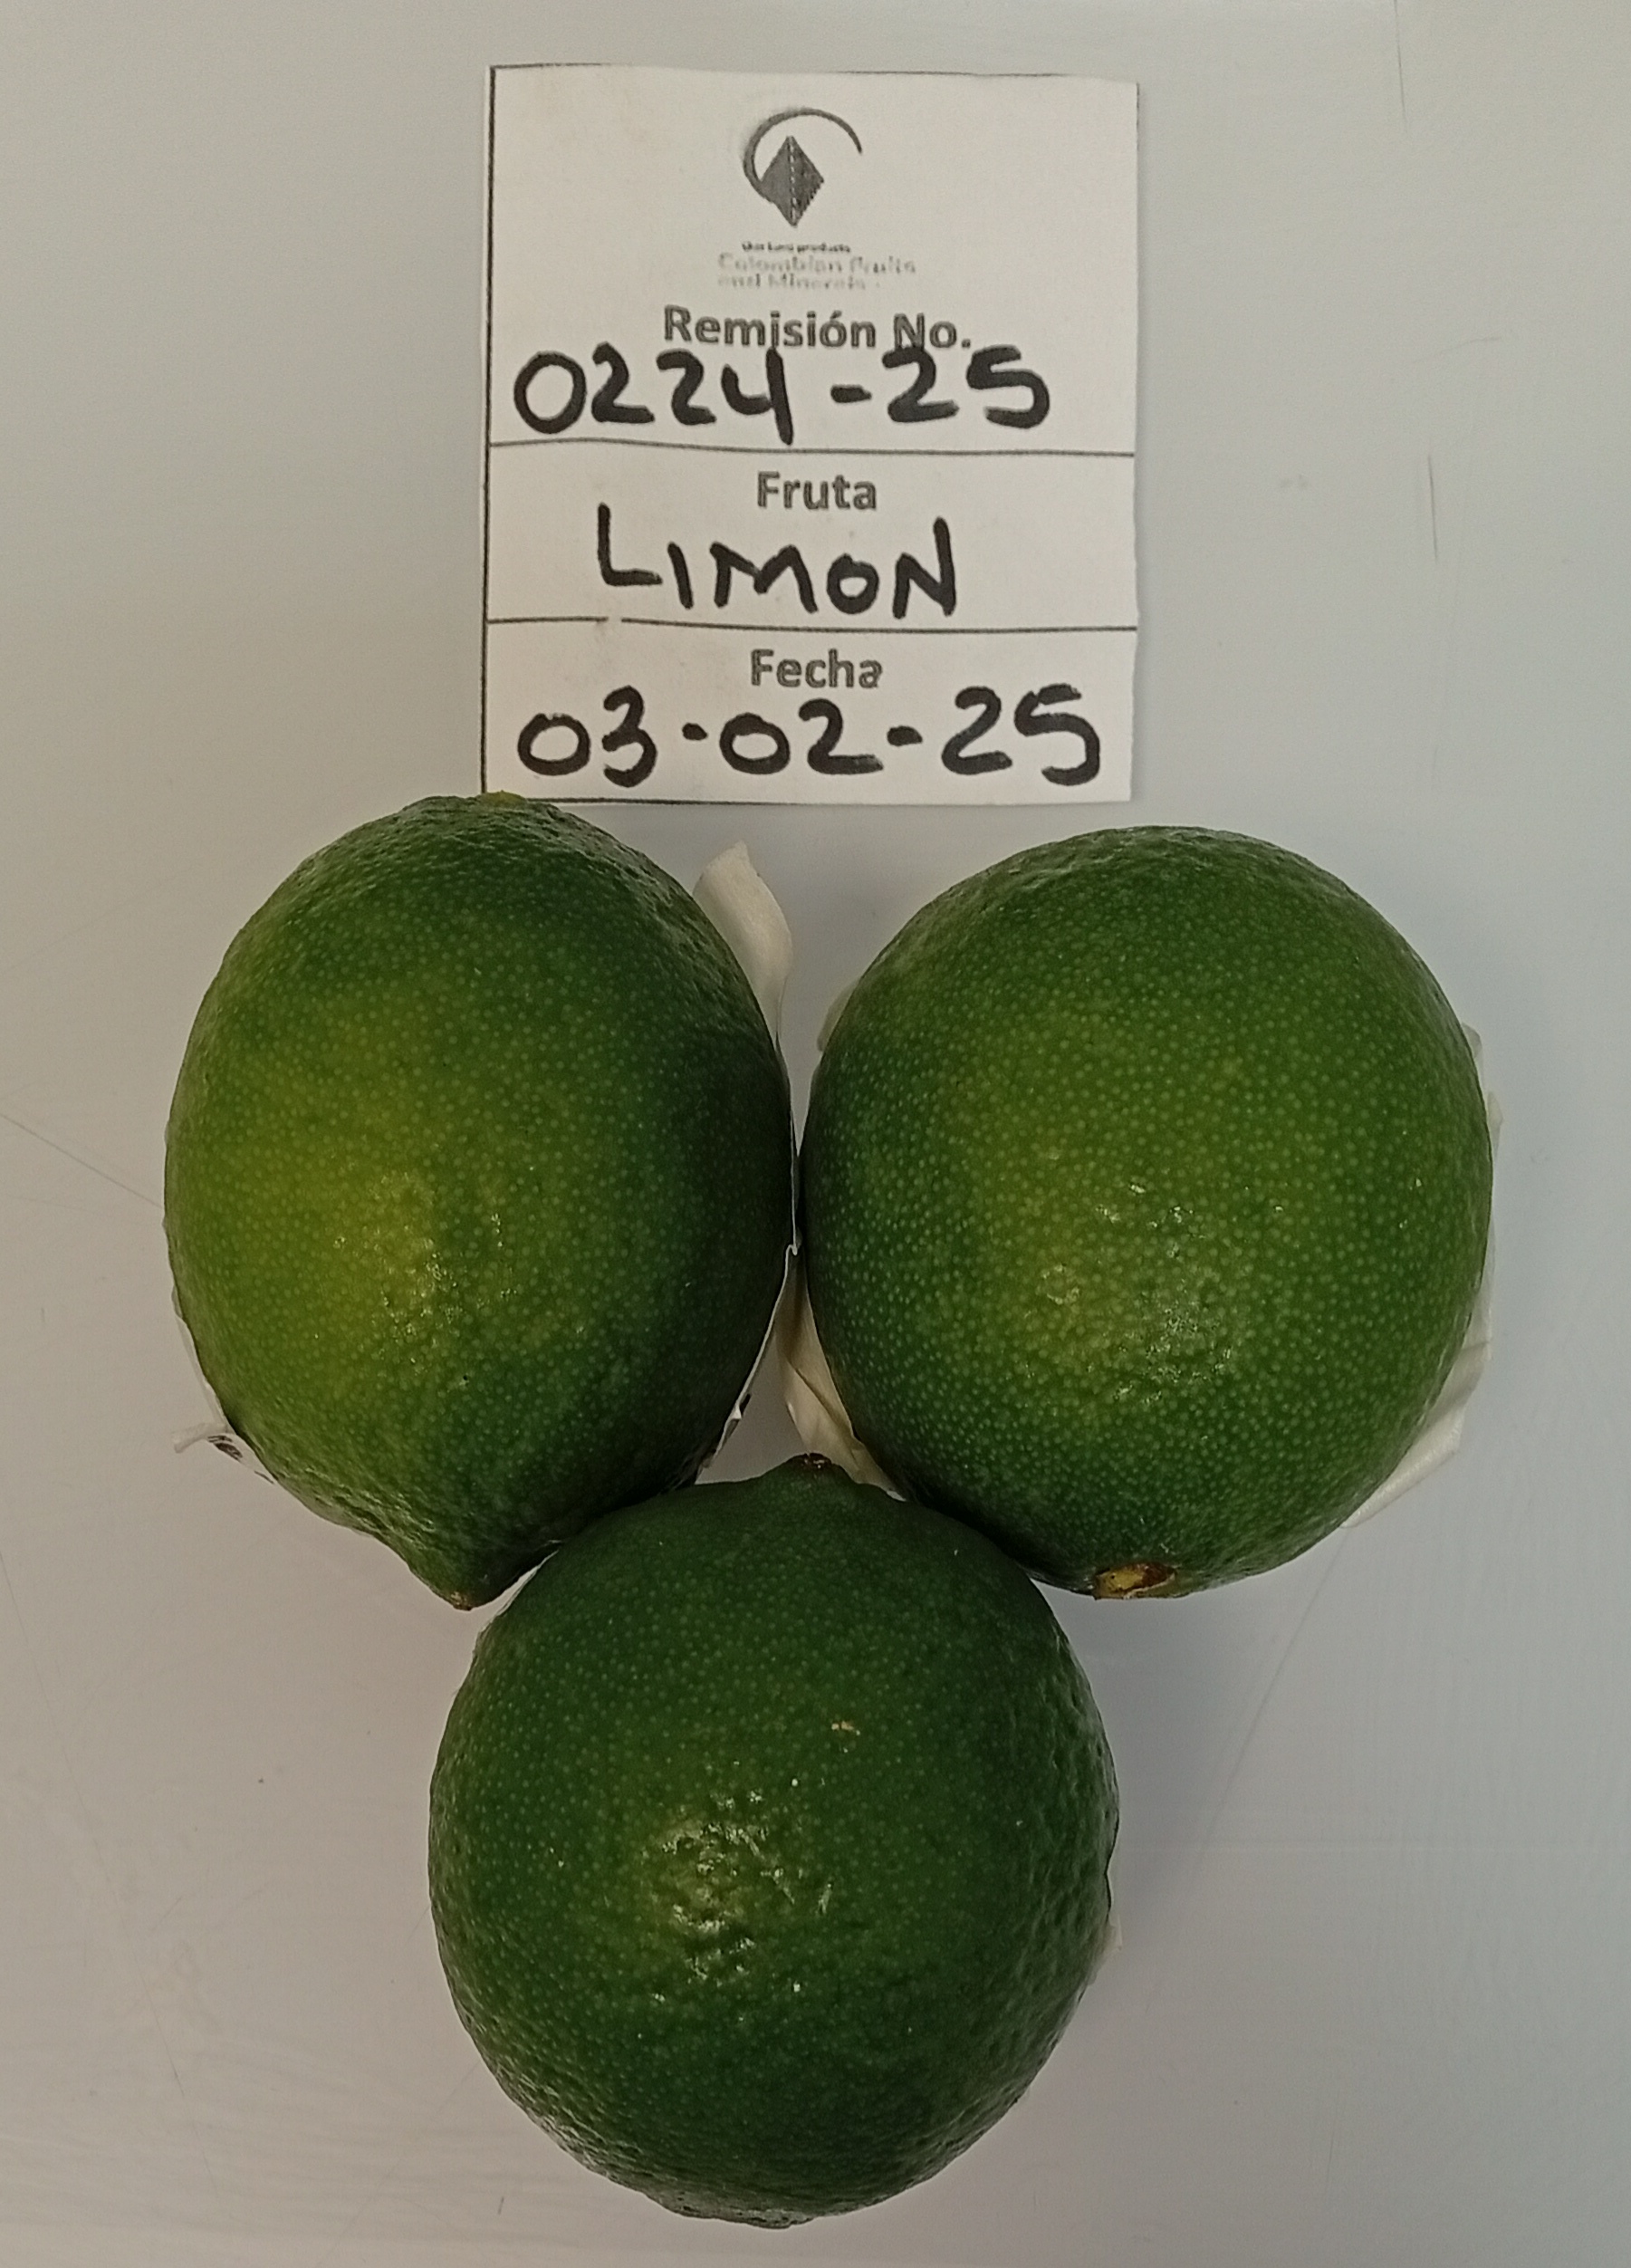 Colombian Fruits
and Minerals
Remisión No.
0224-25
Fruta
LIMON
Fecha
03-02-25